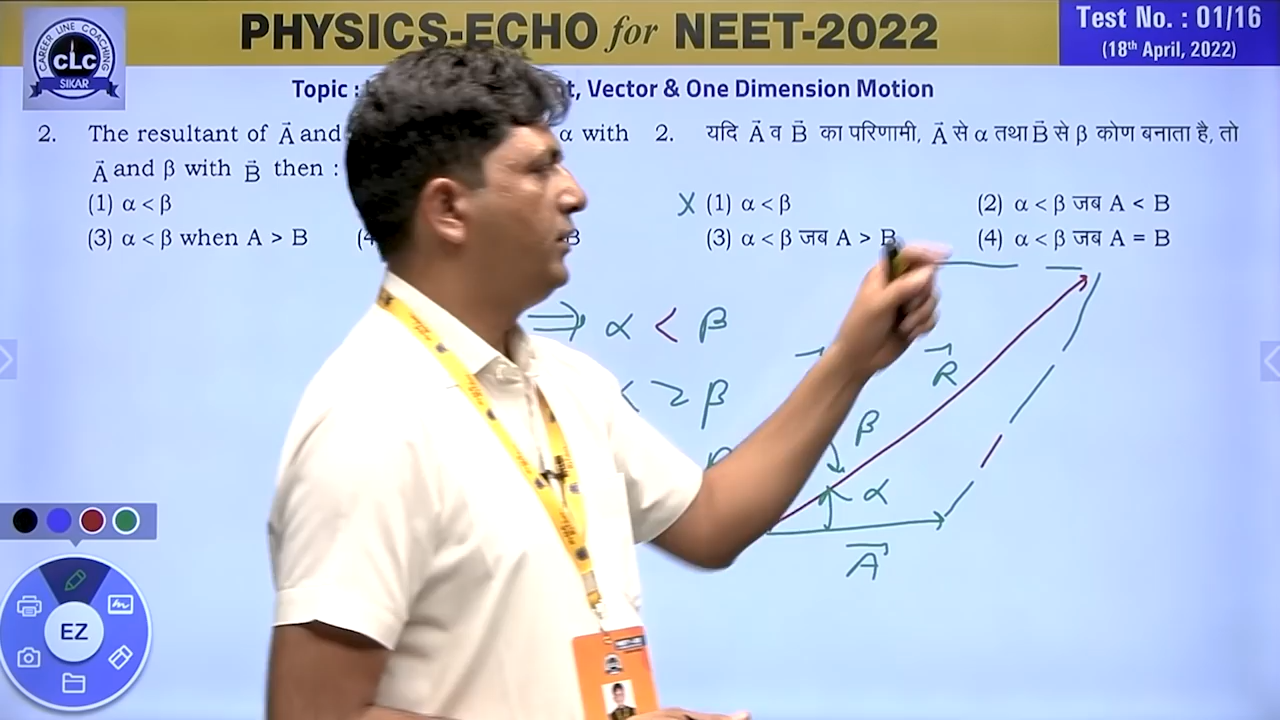 PHYSICS-ECHO for NEET-2022
Test No. : 01/16
(18th April, 2022)
CAREER LINE COACHING
CLC
SIKAR
Topic : t, Vector & One Dimension Motion
2. The resultant of A⃗ and α with
A⃗ and β with B⃗ then :
(1) α < β
(3) α < β when A > B (4 B
2. यदि A⃗ व B⃗ का परिणामी, A⃗ से α तथा B⃗ से β कोण बनाता है, तो
X (1) α < β (2) α < β जब A < B
(3) α < β जब A > B (4) α < β जब A = B
⇒ α < β
β
R⃗
β
α
A⃗
EZ